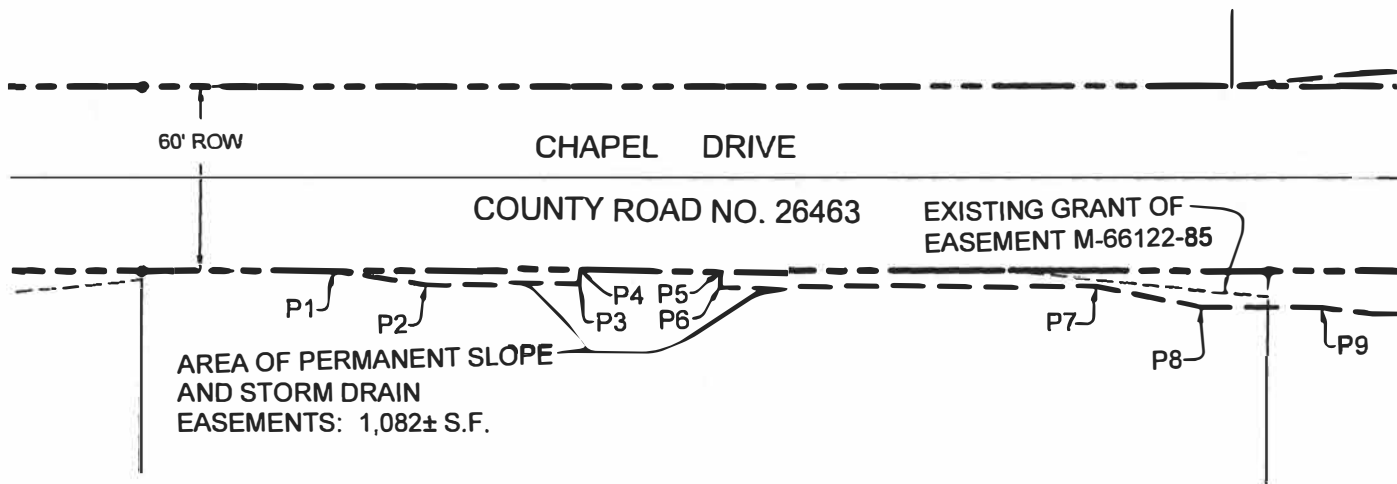 60' ROW
CHAPEL DRIVE
COUNTY ROAD NO. 26463
EXISTING GRANT OF
EASEMENT M-66122-85
P1
P2
P4
P3
P5
P6
P7
P8
P9
AREA OF PERMANENT SLOPE
AND STORM DRAIN
EASEMENTS: 1,082± S.F.